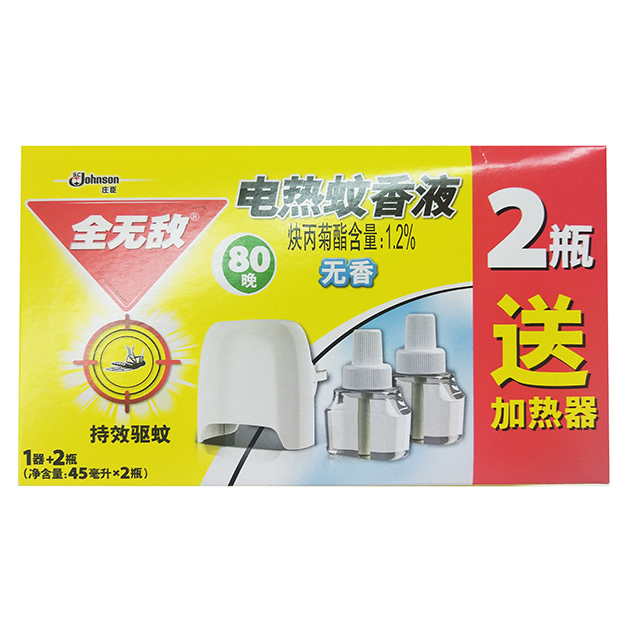 SC Johnson
庄臣
全无敌®
电热蚊香液
炔丙菊酯含量:1.2%
80
晚
无香
持效驱蚊
1器+2瓶
(净含量:45毫升×2瓶)
2瓶
送
加热器